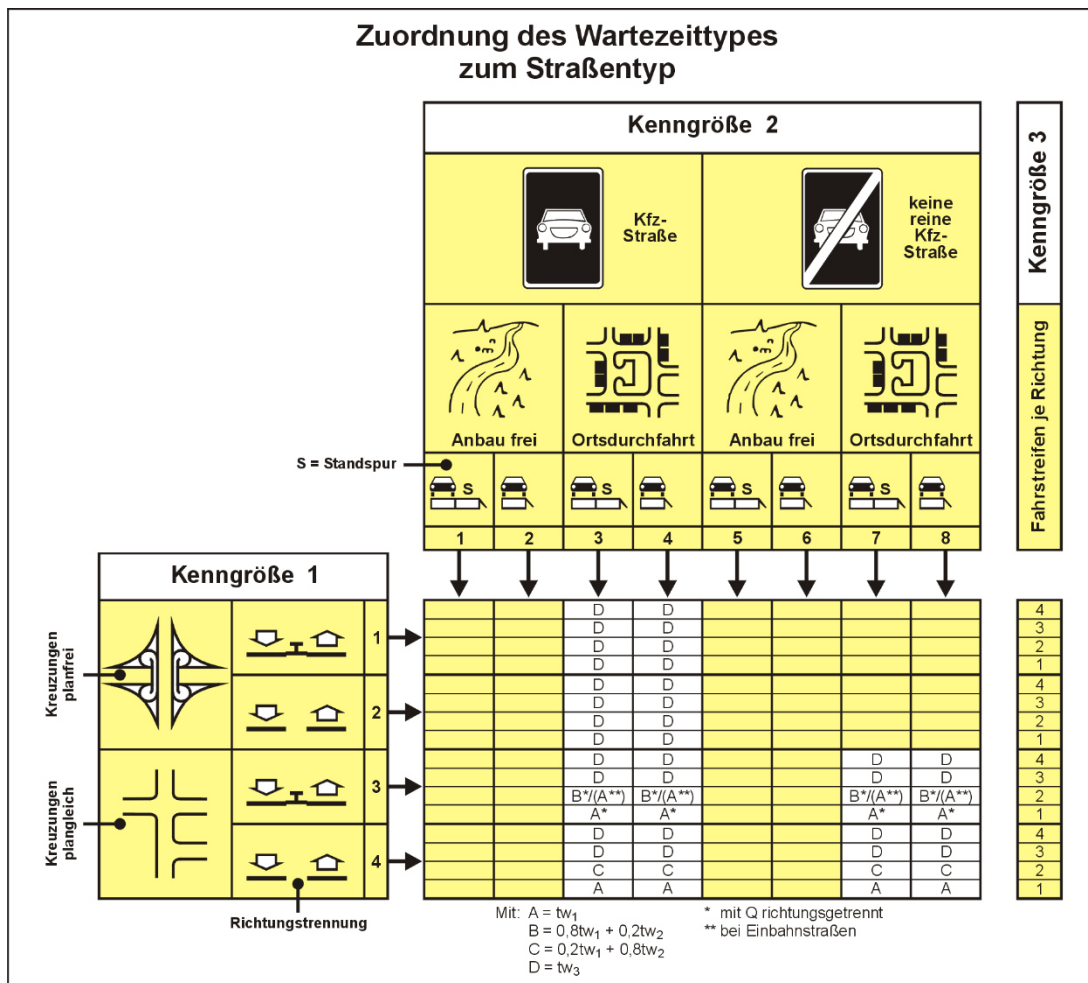 Zuordnung des Wartezeittypes
zum Straßentyp
Kenngröße 2
Kenngröße 3
Kfz-
Straße
keine
reine
Kfz-
Straße
Fahrstreifen je Richtung
Anbau frei Ortsdurchfahrt Anbau frei Ortsdurchfahrt
S = Standspur
S S S S
1 2 3 4 5 6 7 8
Kenngröße 1
Kreuzungen
planfrei
Kreuzungen
plangleich
1
2
3
4
D D 4
D D 3
D D 2
D D 1
D D 4
D D 3
D D 2
D D 1
D D D D 4
D D D D 3
B*/(A**) B*/(A**) B*/(A**) B*/(A**) 2
A* A* A* A* 1
D D D D 4
D D D D 3
C C C C 2
A A A A 1
Richtungstrennung
Mit: A = tw1 * mit Q richtungsgetrennt
B = 0,8tw1 + 0,2tw2 ** bei Einbahnstraßen
C = 0,2tw1 + 0,8tw2
D = tw3